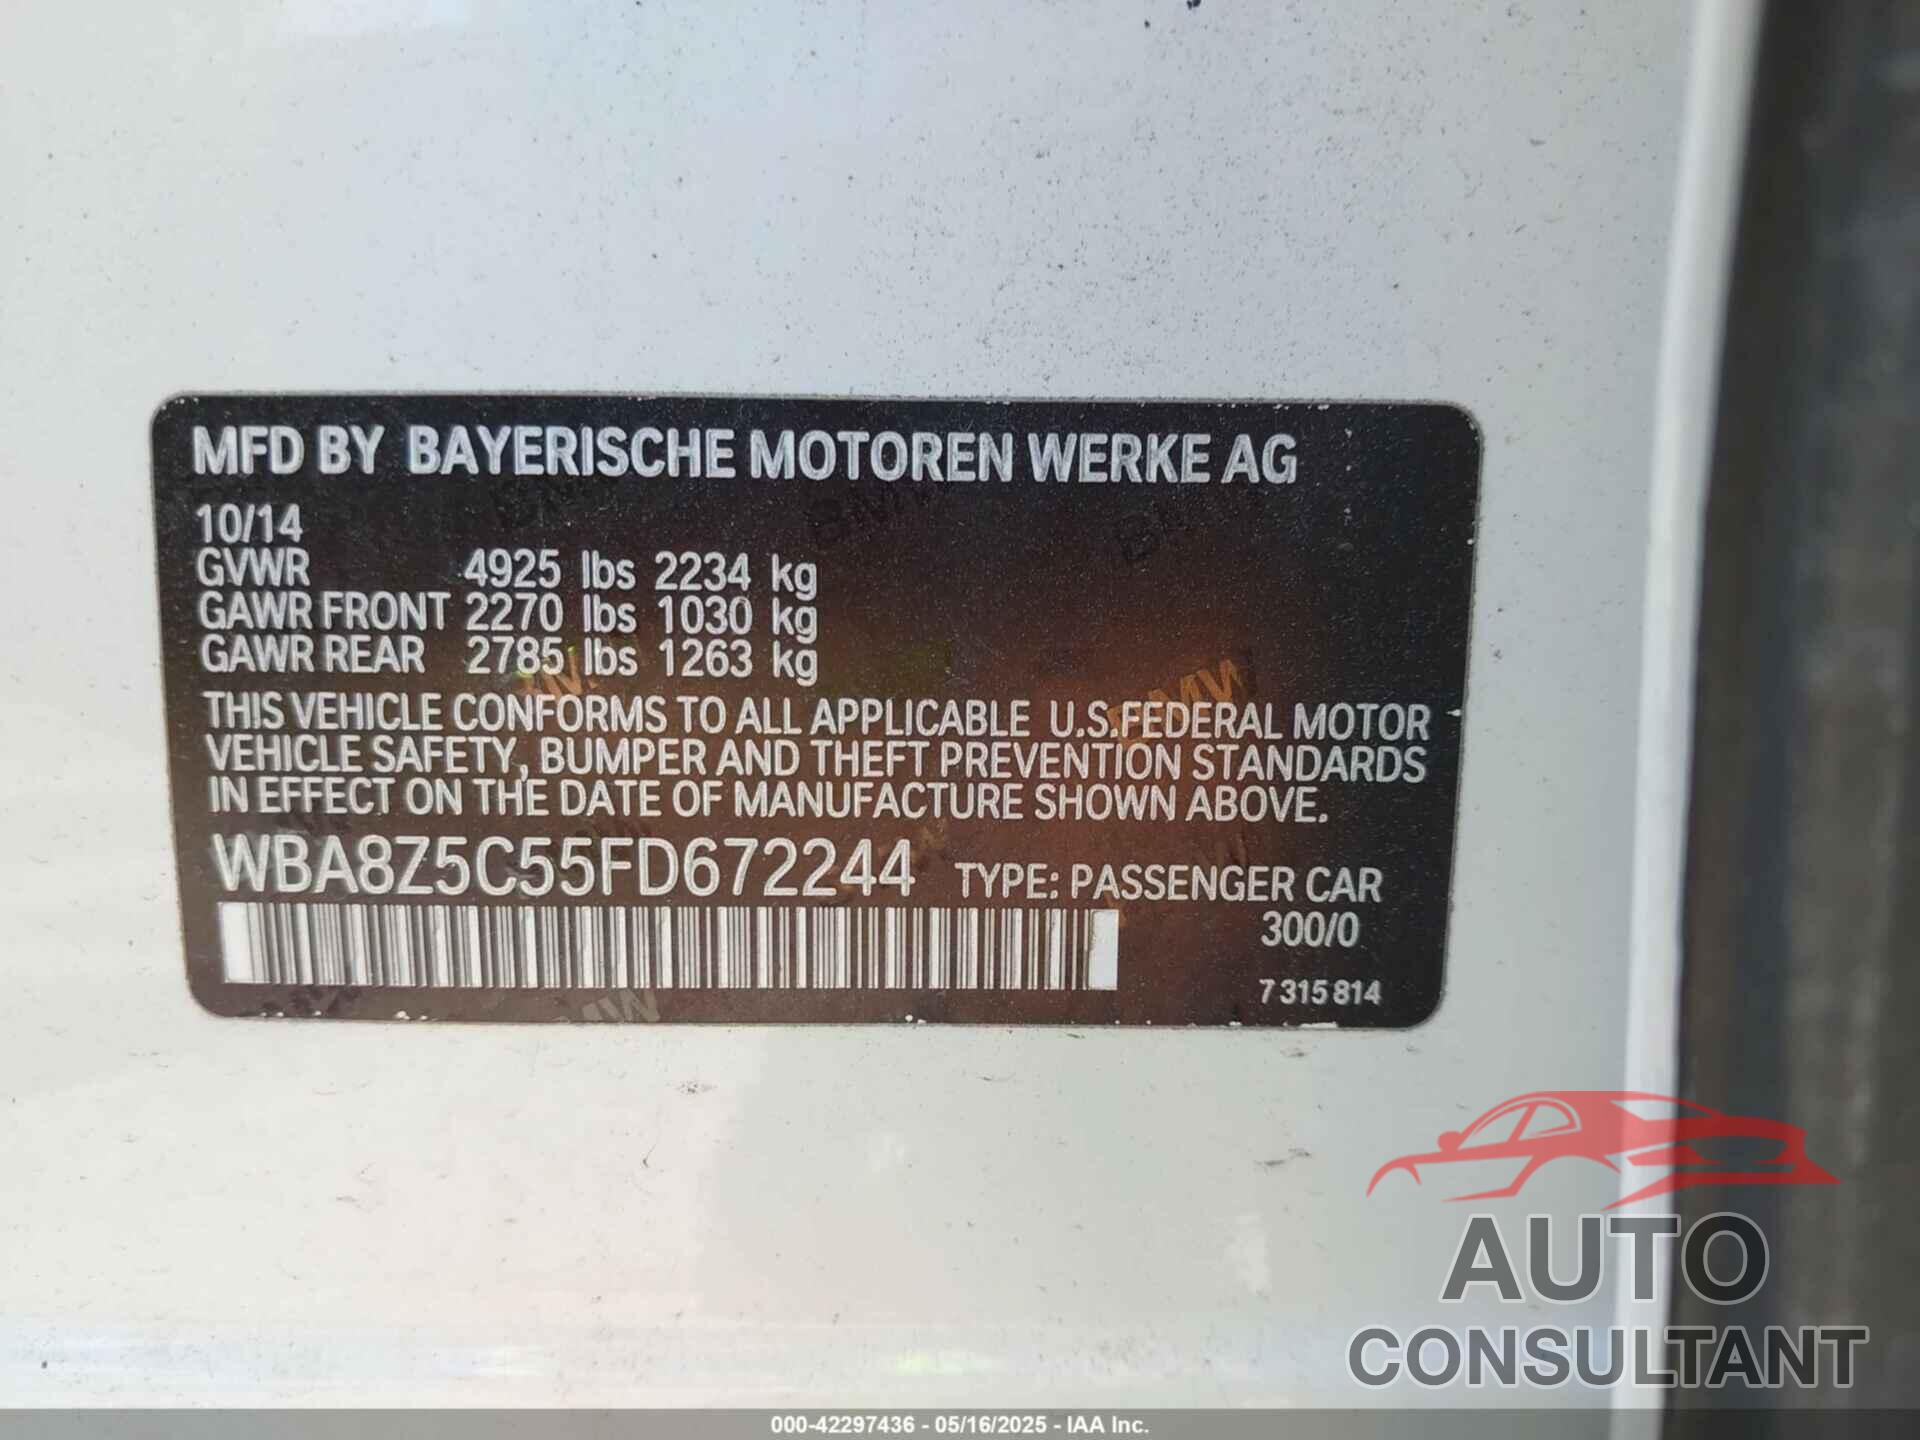 MFD BY BAYERISCHE MOTOREN WERKE AG
10/14
GVWR 4925 lbs 2234 kg
GAWR FRONT 2270 lbs 1030 kg
GAWR REAR 2785 lbs 1263 kg
THIS VEHICLE CONFORMS TO ALL APPLICABLE U.S.FEDERAL MOTOR
VEHICLE SAFETY, BUMPER AND THEFT PREVENTION STANDARDS
IN EFFECT ON THE DATE OF MANUFACTURE SHOWN ABOVE.
WBA8Z5C55FD672244 TYPE: PASSENGER CAR
300/0
7 315 814
AUTO
CONSULTANT
000-42297436 - 05/16/2025 - IAA Inc.